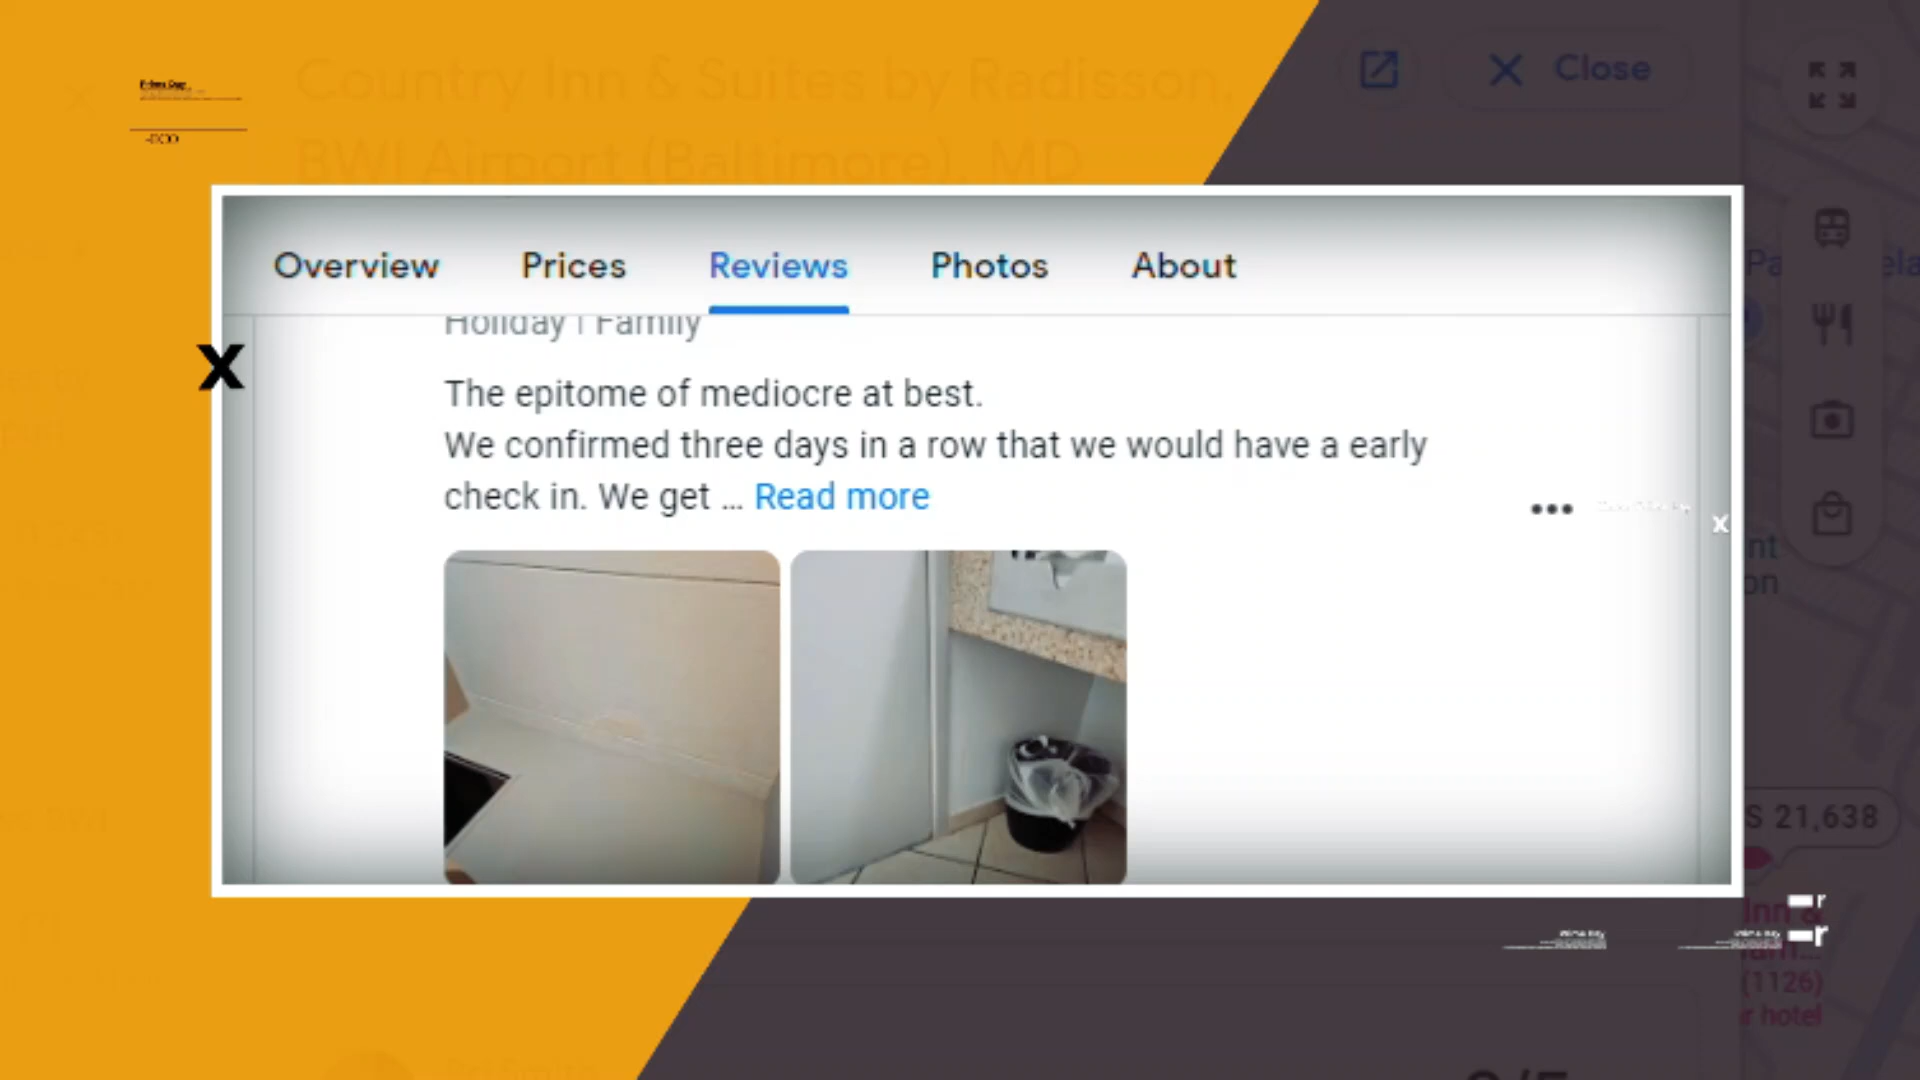 Country Inn & Suites by Radisson,
BWI Airport (Baltimore), MD
Close
Overview Prices Reviews Photos About
Holiday | Family
The epitome of mediocre at best.
We confirmed three days in a row that we would have a early
check in. We get ... Read more
X
x
21,638
Inn &
(1126)
hotel